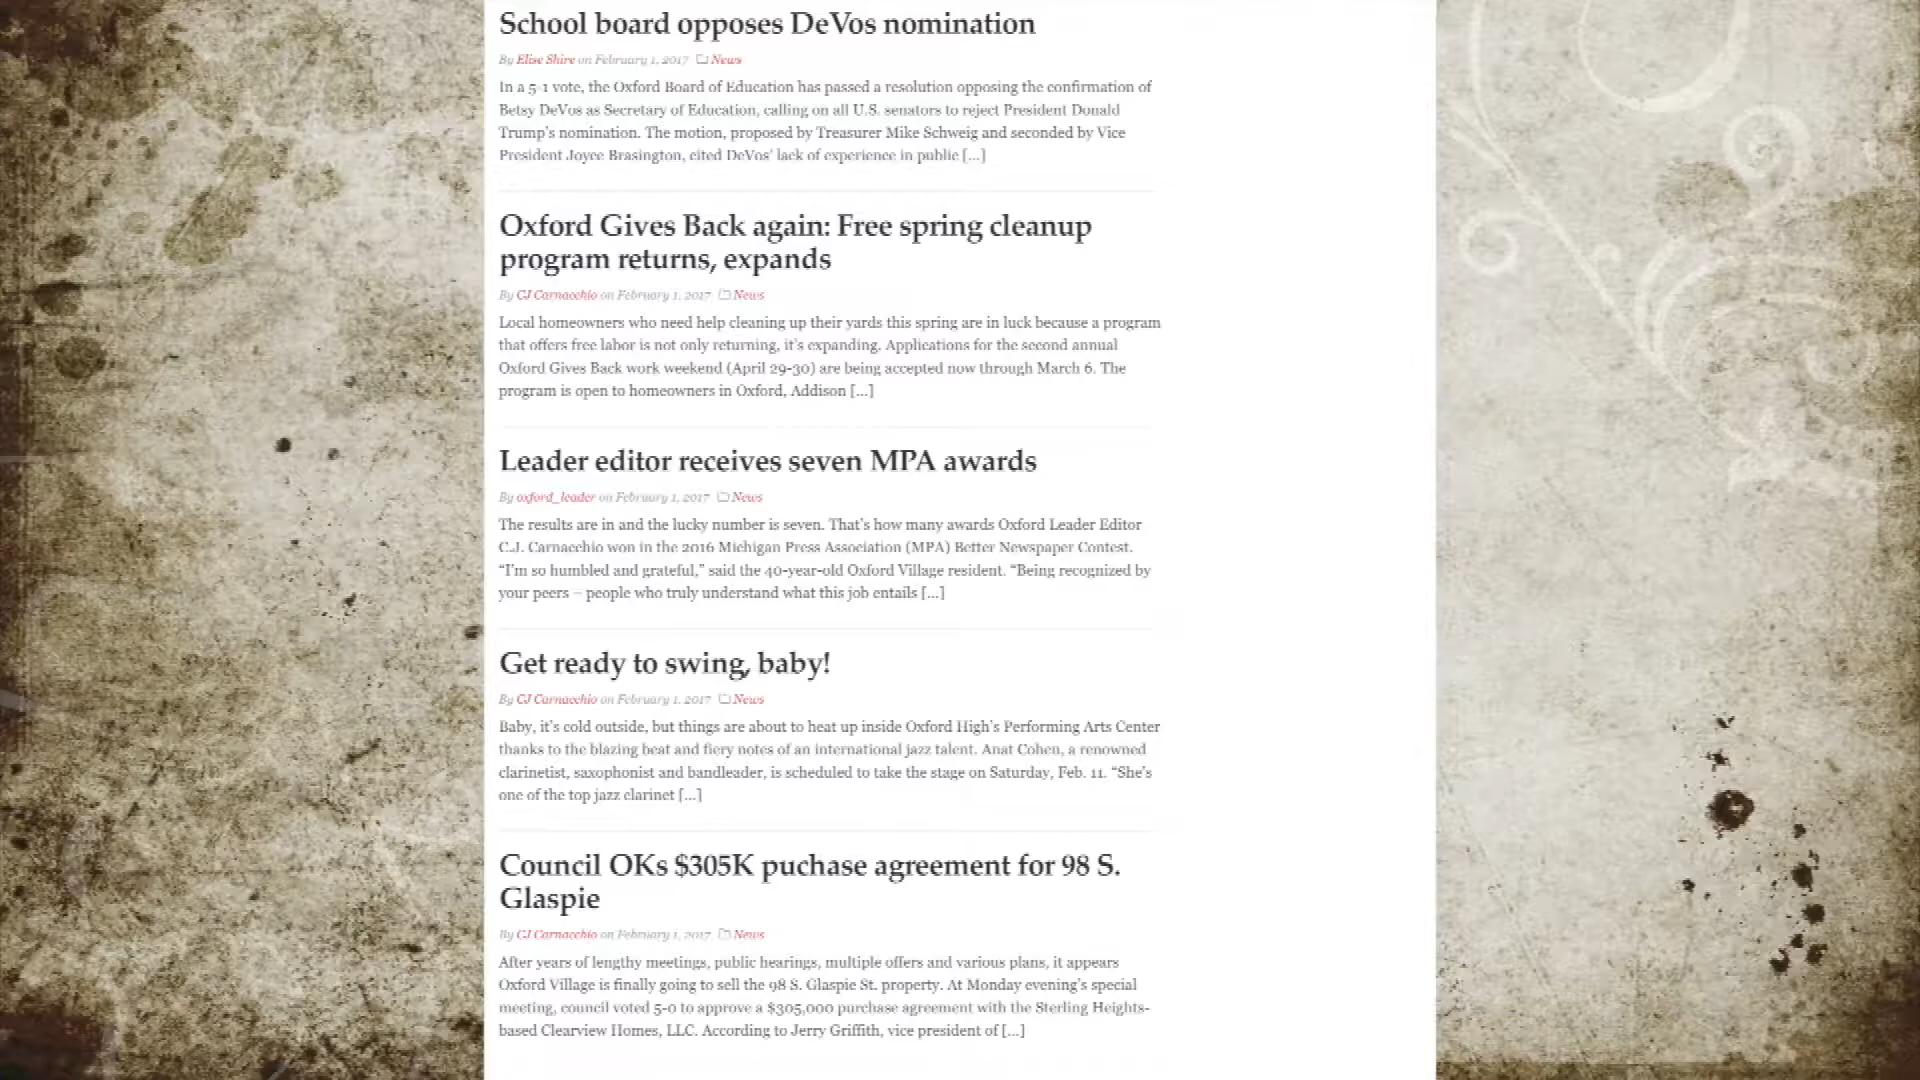 School board opposes DeVos nomination
By Elise Shire on February 1, 2017 News
In a 5-1 vote, the Oxford Board of Education has passed a resolution opposing the confirmation of
Betsy DeVos as Secretary of Education, calling on all U.S. senators to reject President Donald
Trump's nomination. The motion, proposed by Treasurer Mike Schweig and seconded by Vice
President Joyce Brasington, cited DeVos' lack of experience in public [...]
Oxford Gives Back again: Free spring cleanup
program returns, expands
By CJ Carnacchio on February 1, 2017 News
Local homeowners who need help cleaning up their yards this spring are in luck because a program
that offers free labor is not only returning, it's expanding. Applications for the second annual
Oxford Gives Back work weekend (April 29-30) are being accepted now through March 6. The
program is open to homeowners in Oxford, Addison [...]
Leader editor receives seven MPA awards
By oxford_leader on February 1, 2017 News
The results are in and the lucky number is seven. That's how many awards Oxford Leader Editor
C.J. Carnacchio won in the 2016 Michigan Press Association (MPA) Better Newspaper Contest.
“I'm so humbled and grateful,” said the 40-year-old Oxford Village resident. “Being recognized by
your peers – people who truly understand what this job entails [...]
Get ready to swing, baby!
By CJ Carnacchio on February 1, 2017 News
Baby, it's cold outside, but things are about to heat up inside Oxford High's Performing Arts Center
thanks to the blazing beat and fiery notes of an international jazz talent. Anat Cohen, a renowned
clarinetist, saxophonist and bandleader, is scheduled to take the stage on Saturday, Feb. 11. “She's
one of the top jazz clarinet [...]
Council OKs $305K puchase agreement for 98 S.
Glaspie
By CJ Carnacchio on February 1, 2017 News
After years of lengthy meetings, public hearings, multiple offers and various plans, it appears
Oxford Village is finally going to sell the 98 S. Glaspie St. property. At Monday evening's special
meeting, council voted 5-0 to approve a $305,000 purchase agreement with the Sterling Heights-
based Clearview Homes, LLC. According to Jerry Griffith, vice president of [...]